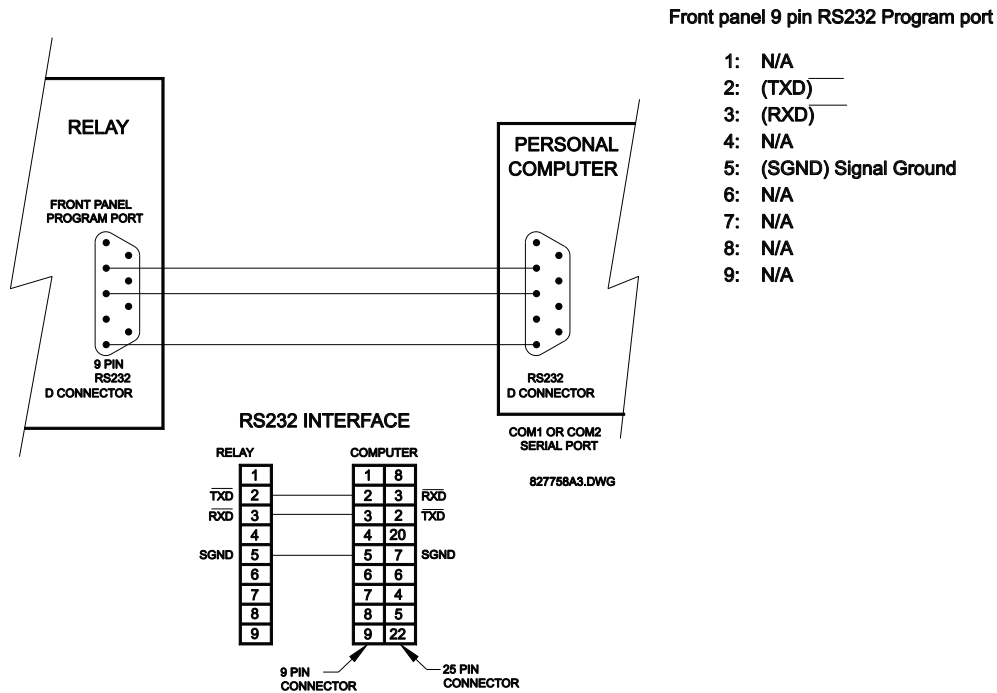 Front panel 9 pin RS232 Program port
1: N/A
2: (TXD)
3: (RXD)
4: N/A
5: (SGND) Signal Ground
6: N/A
7: N/A
8: N/A
9: N/A
RELAY
FRONT PANEL
PROGRAM PORT
9 PIN
RS232
D CONNECTOR
PERSONAL
COMPUTER
RS232
D CONNECTOR
COM1 OR COM2
SERIAL PORT
827758A3.DWG
RS232 INTERFACE
RELAY COMPUTER
1 1 8
TXD 2 2 3 RXD
RXD 3 3 2 TXD
4 4 20
SGND 5 5 7 SGND
6 6 6
7 7 4
8 8 5
9 9 22
9 PIN
CONNECTOR
25 PIN
CONNECTOR